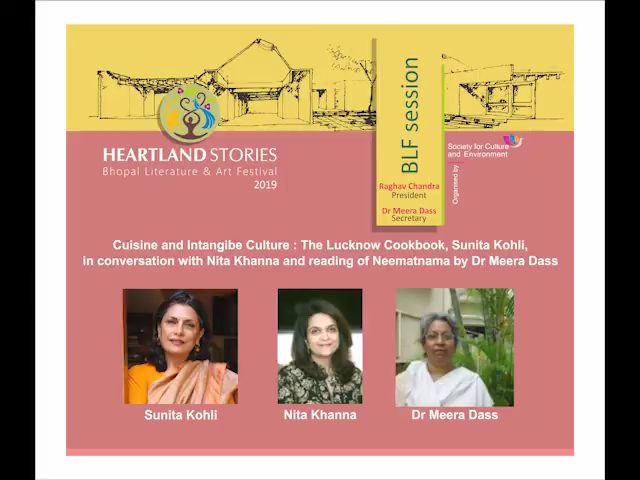 HEARTLAND STORIES
Bhopal Literature & Art Festival
2019
BLF session
Raghav Chandra
President
Dr Meera Dass
Secretary
Organised by
Society for Culture
and Environment
Cuisine and Intangibe Culture : The Lucknow Cookbook, Sunita Kohli,
in conversation with Nita Khanna and reading of Neematnama by Dr Meera Dass
Sunita Kohli
Nita Khanna
Dr Meera Dass